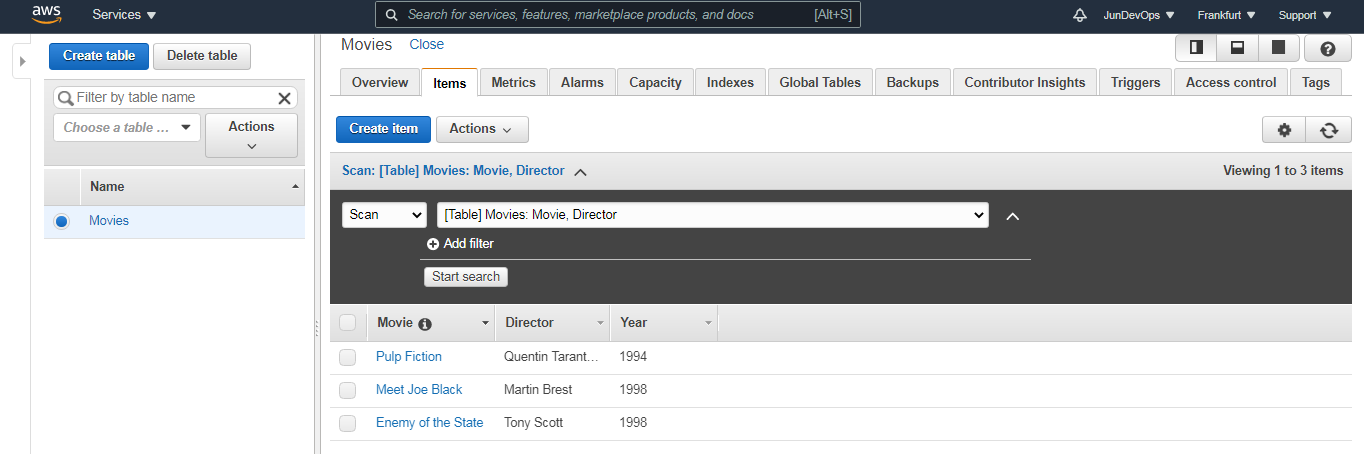 aws Services Search for services, features, marketplace products, and docs [Alt+S] JunDevOps Frankfurt Support
Create table Delete table
Filter by table name
Choose a table ... Actions
Name
Movies
Movies Close
Overview Items Metrics Alarms Capacity Indexes Global Tables Backups Contributor Insights Triggers Access control Tags
Create item Actions
Scan: [Table] Movies: Movie, Director Viewing 1 to 3 items
Scan [Table] Movies: Movie, Director
Add filter
Start search
Movie Director Year
Pulp Fiction Quentin Tarant... 1994
Meet Joe Black Martin Brest 1998
Enemy of the State Tony Scott 1998